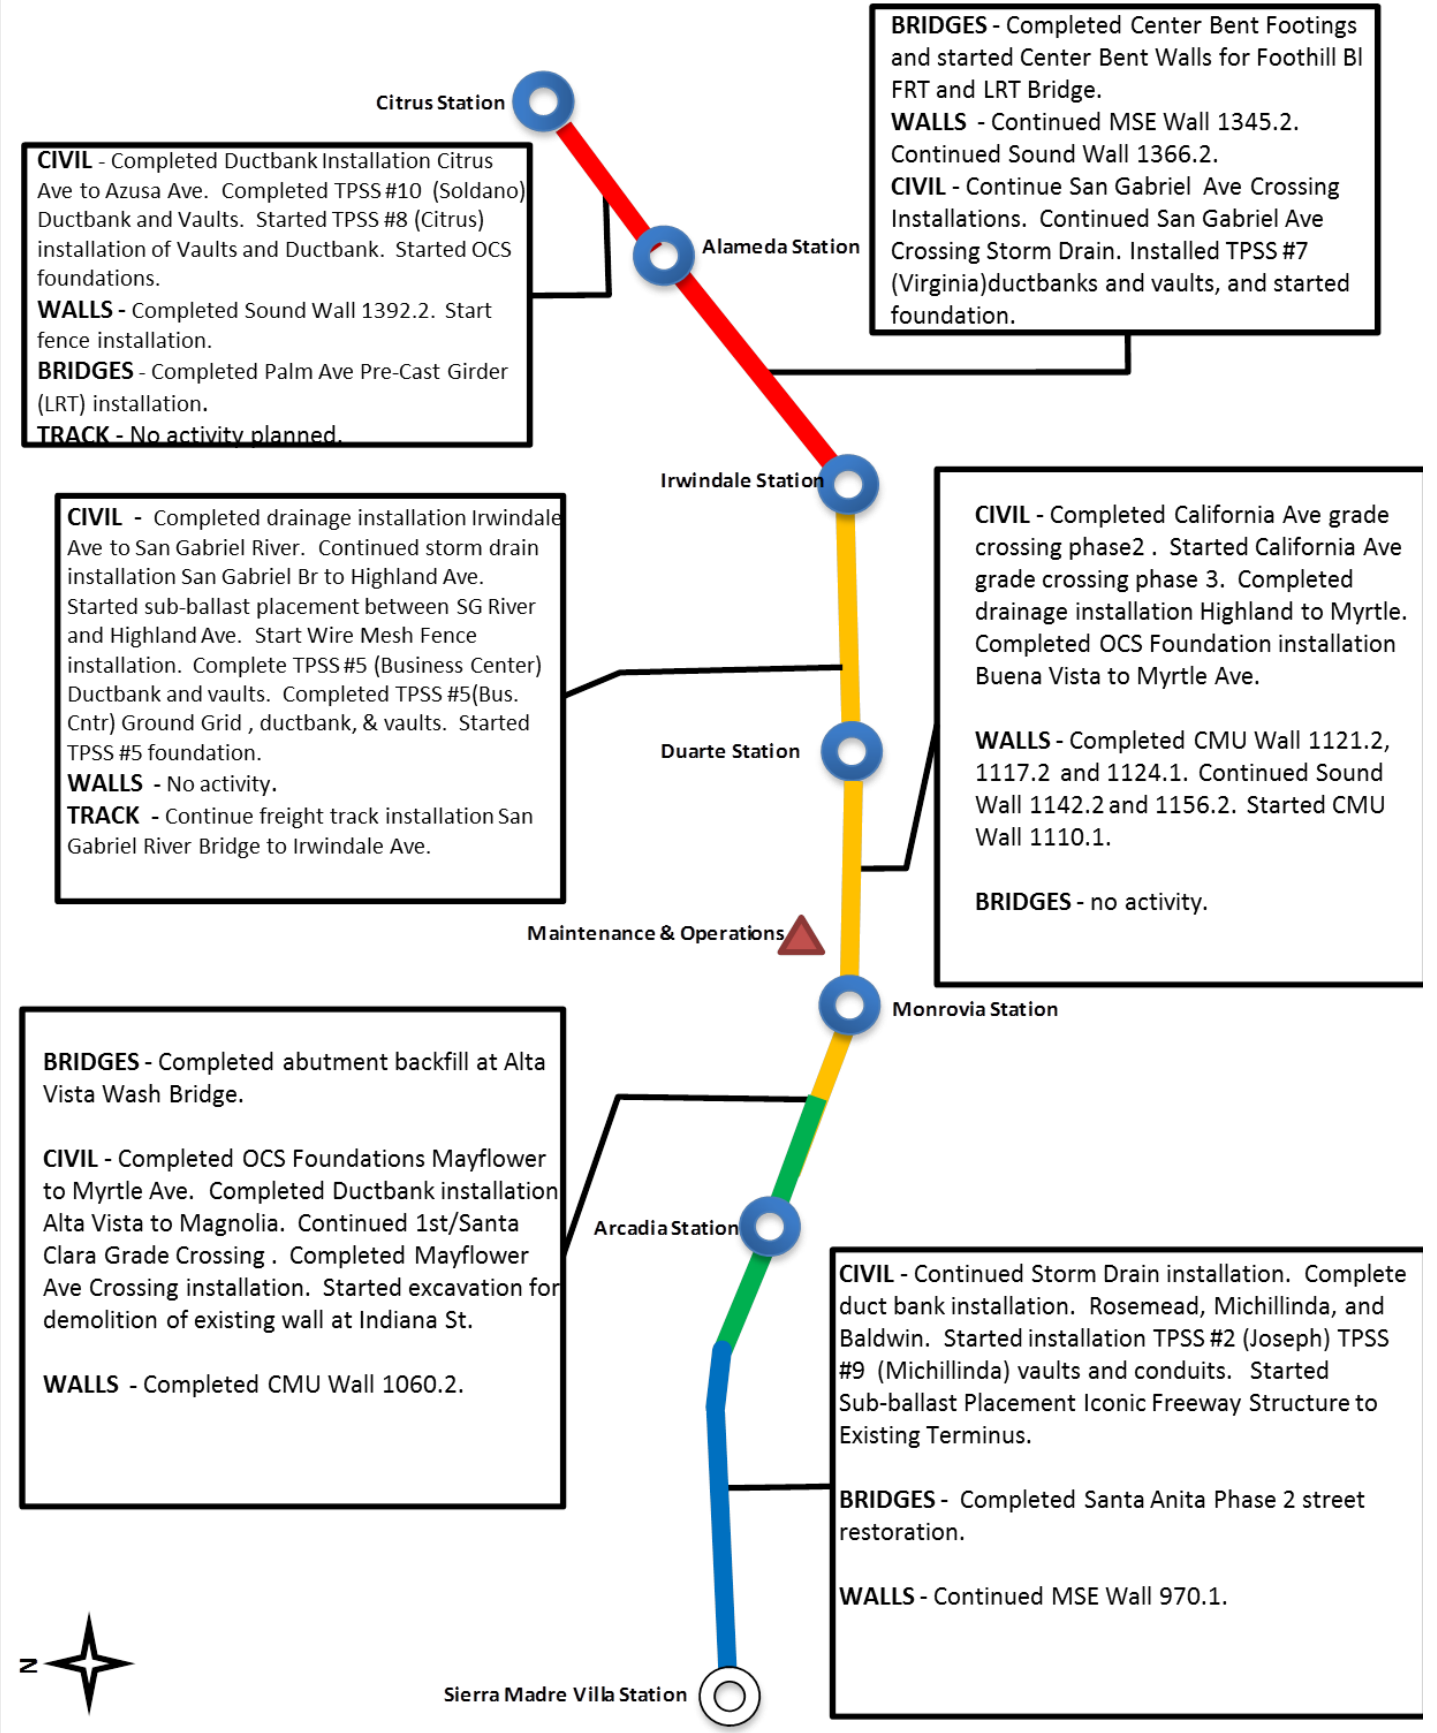 Citrus Station
BRIDGES - Completed Center Bent Footings
and started Center Bent Walls for Foothill Bl
FRT and LRT Bridge.
WALLS - Continued MSE Wall 1345.2.
Continued Sound Wall 1366.2.
CIVIL - Continue San Gabriel Ave Crossing
Installations. Continued San Gabriel Ave
Crossing Storm Drain. Installed TPSS #7
(Virginia)ductbanks and vaults, and started
foundation.
CIVIL - Completed Ductbank Installation Citrus
Ave to Azusa Ave. Completed TPSS #10 (Soldano)
Ductbank and Vaults. Started TPSS #8 (Citrus)
installation of Vaults and Ductbank. Started OCS
foundations.
WALLS - Completed Sound Wall 1392.2. Start
fence installation.
BRIDGES - Completed Palm Ave Pre-Cast Girder
(LRT) installation.
TRACK - No activity planned.
Alameda Station
Irwindale Station
CIVIL - Completed drainage installation Irwindale
Ave to San Gabriel River. Continued storm drain
installation San Gabriel Br to Highland Ave.
Started sub-ballast placement between SG River
and Highland Ave. Start Wire Mesh Fence
installation. Complete TPSS #5 (Business Center)
Ductbank and vaults. Completed TPSS #5(Bus.
Cntr) Ground Grid , ductbank, & vaults. Started
TPSS #5 foundation.
WALLS - No activity.
TRACK - Continue freight track installation San
Gabriel River Bridge to Irwindale Ave.
CIVIL - Completed California Ave grade
crossing phase2 . Started California Ave
grade crossing phase 3. Completed
drainage installation Highland to Myrtle.
Completed OCS Foundation installation
Buena Vista to Myrtle Ave.
WALLS - Completed CMU Wall 1121.2,
1117.2 and 1124.1. Continued Sound
Wall 1142.2 and 1156.2. Started CMU
Wall 1110.1.
BRIDGES - no activity.
Duarte Station
Maintenance & Operations
Monrovia Station
BRIDGES - Completed abutment backfill at Alta
Vista Wash Bridge.
CIVIL - Completed OCS Foundations Mayflower
to Myrtle Ave. Completed Ductbank installation
Alta Vista to Magnolia. Continued 1st/Santa
Clara Grade Crossing . Completed Mayflower
Ave Crossing installation. Started excavation for
demolition of existing wall at Indiana St.
WALLS - Completed CMU Wall 1060.2.
Arcadia Station
CIVIL - Continued Storm Drain installation. Complete
duct bank installation. Rosemead, Michillinda, and
Baldwin. Started installation TPSS #2 (Joseph) TPSS
#9 (Michillinda) vaults and conduits. Started
Sub-ballast Placement Iconic Freeway Structure to
Existing Terminus.
BRIDGES - Completed Santa Anita Phase 2 street
restoration.
WALLS - Continued MSE Wall 970.1.
N
Sierra Madre Villa Station